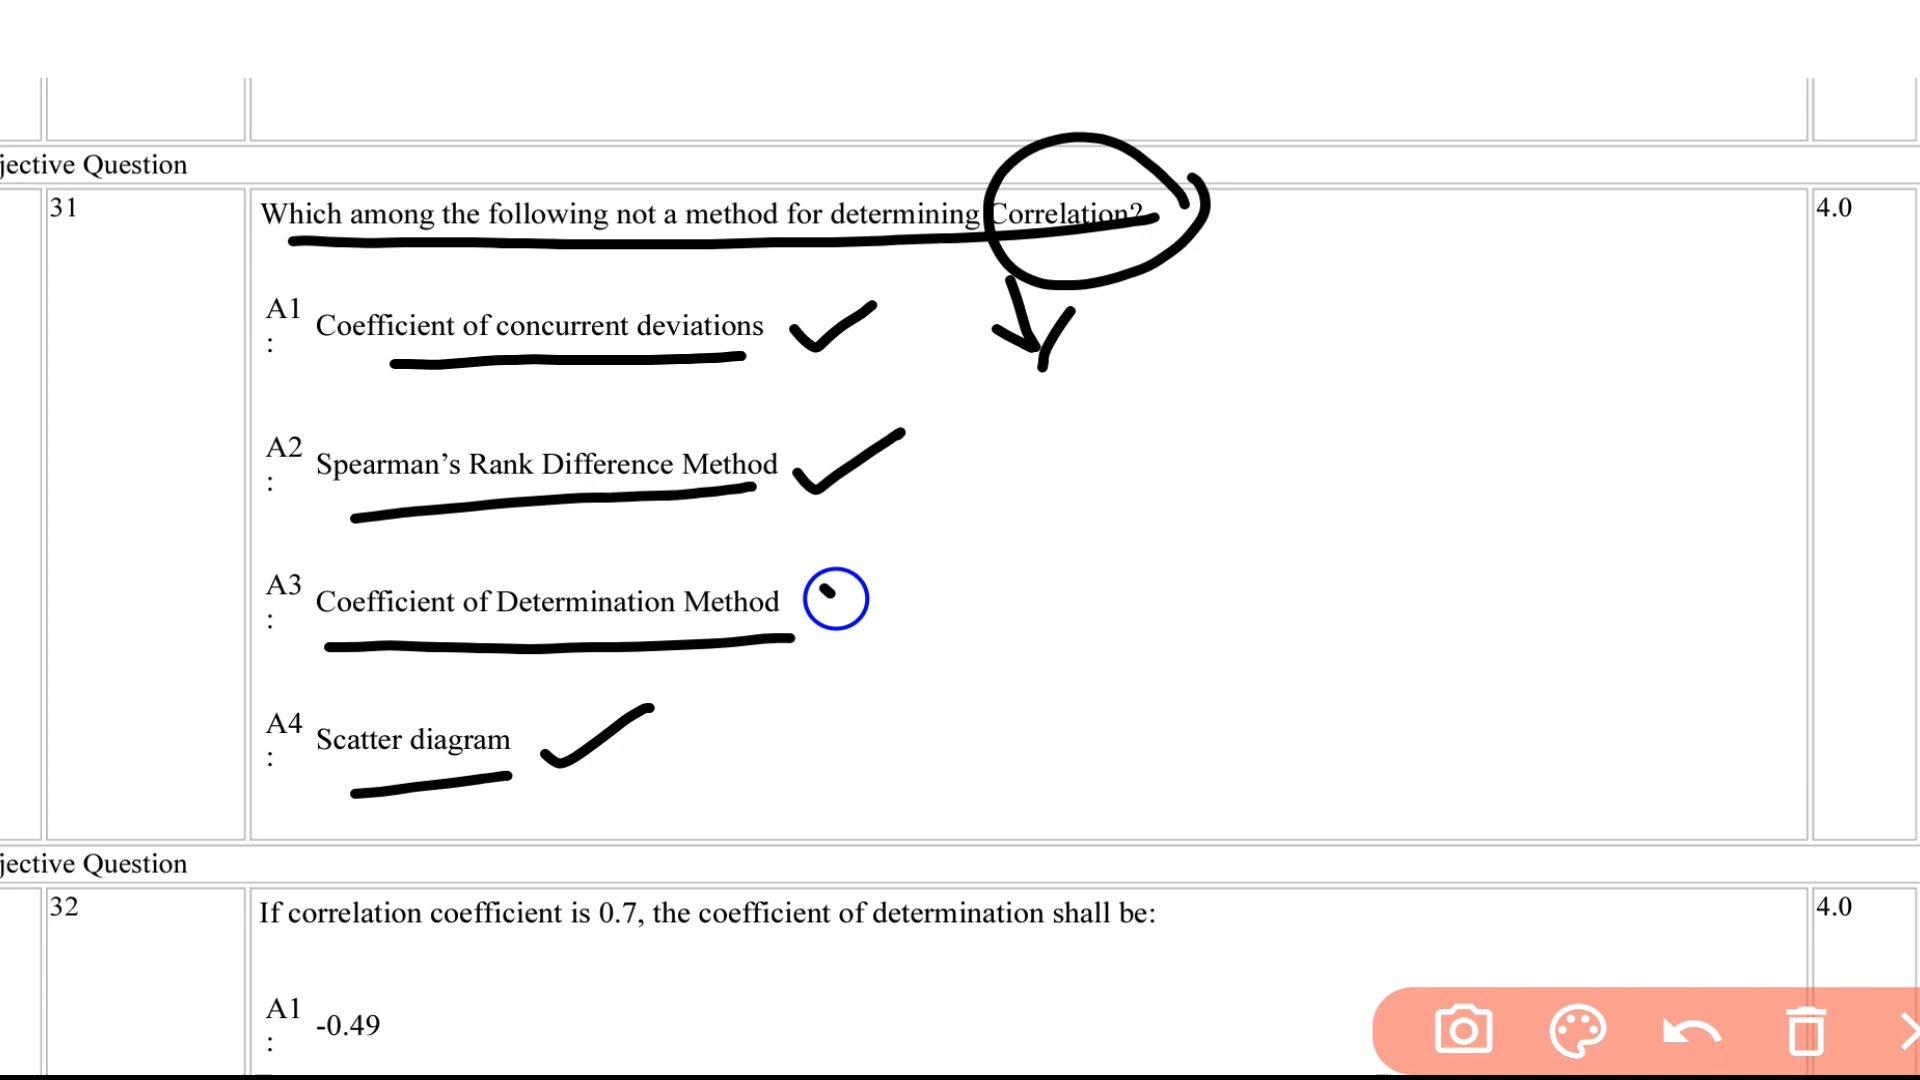 jective Question
31
Which among the following not a method for determining Correlation?
4.0
A1
:
Coefficient of concurrent deviations
A2
:
Spearman’s Rank Difference Method
A3
:
Coefficient of Determination Method
A4
:
Scatter diagram
jective Question
32
If correlation coefficient is 0.7, the coefficient of determination shall be:
4.0
A1
:
-0.49